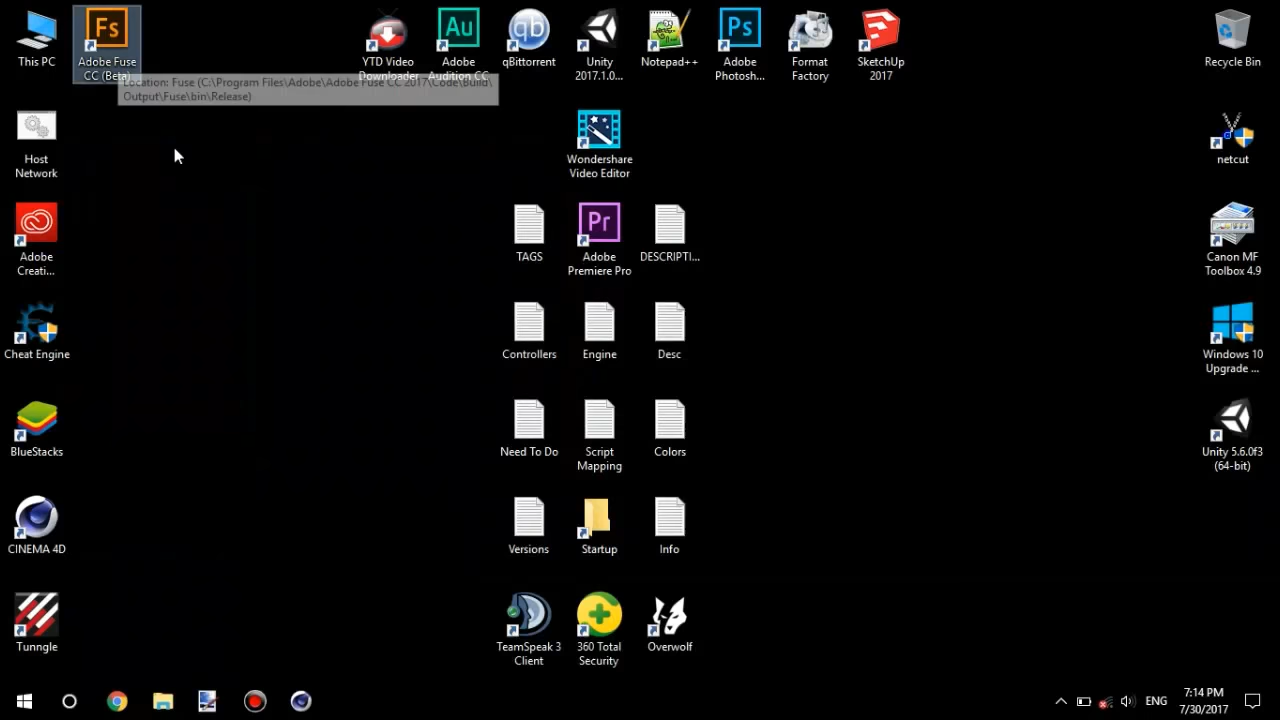 This PC
Fs
Adobe Fuse
CC (Beta)
Location: Fuse (C:\Program Files\Adobe\Adobe Fuse CC 2017\Code\Build\
Output\Fuse\bin\Release)
YTD Video
Downloader
Au
Adobe
Audition CC
qb
qBittorrent
Unity
2017.1.0...
Notepad++
Ps
Adobe
Photosh...
Format
Factory
SketchUp
2017
Recycle Bin
Host
Network
Wondershare
Video Editor
netcut
Adobe
Creati...
TAGS
Pr
Adobe
Premiere Pro
DESCRIPTI...
Canon MF
Toolbox 4.9
Cheat Engine
Controllers
Engine
Desc
Windows 10
Upgrade ...
BlueStacks
Need To Do
Script
Mapping
Colors
Unity 5.6.0f3
(64-bit)
CINEMA 4D
Versions
Startup
Info
Tunngle
TeamSpeak 3
Client
360 Total
Security
Overwolf
ENG
7:14 PM
7/30/2017